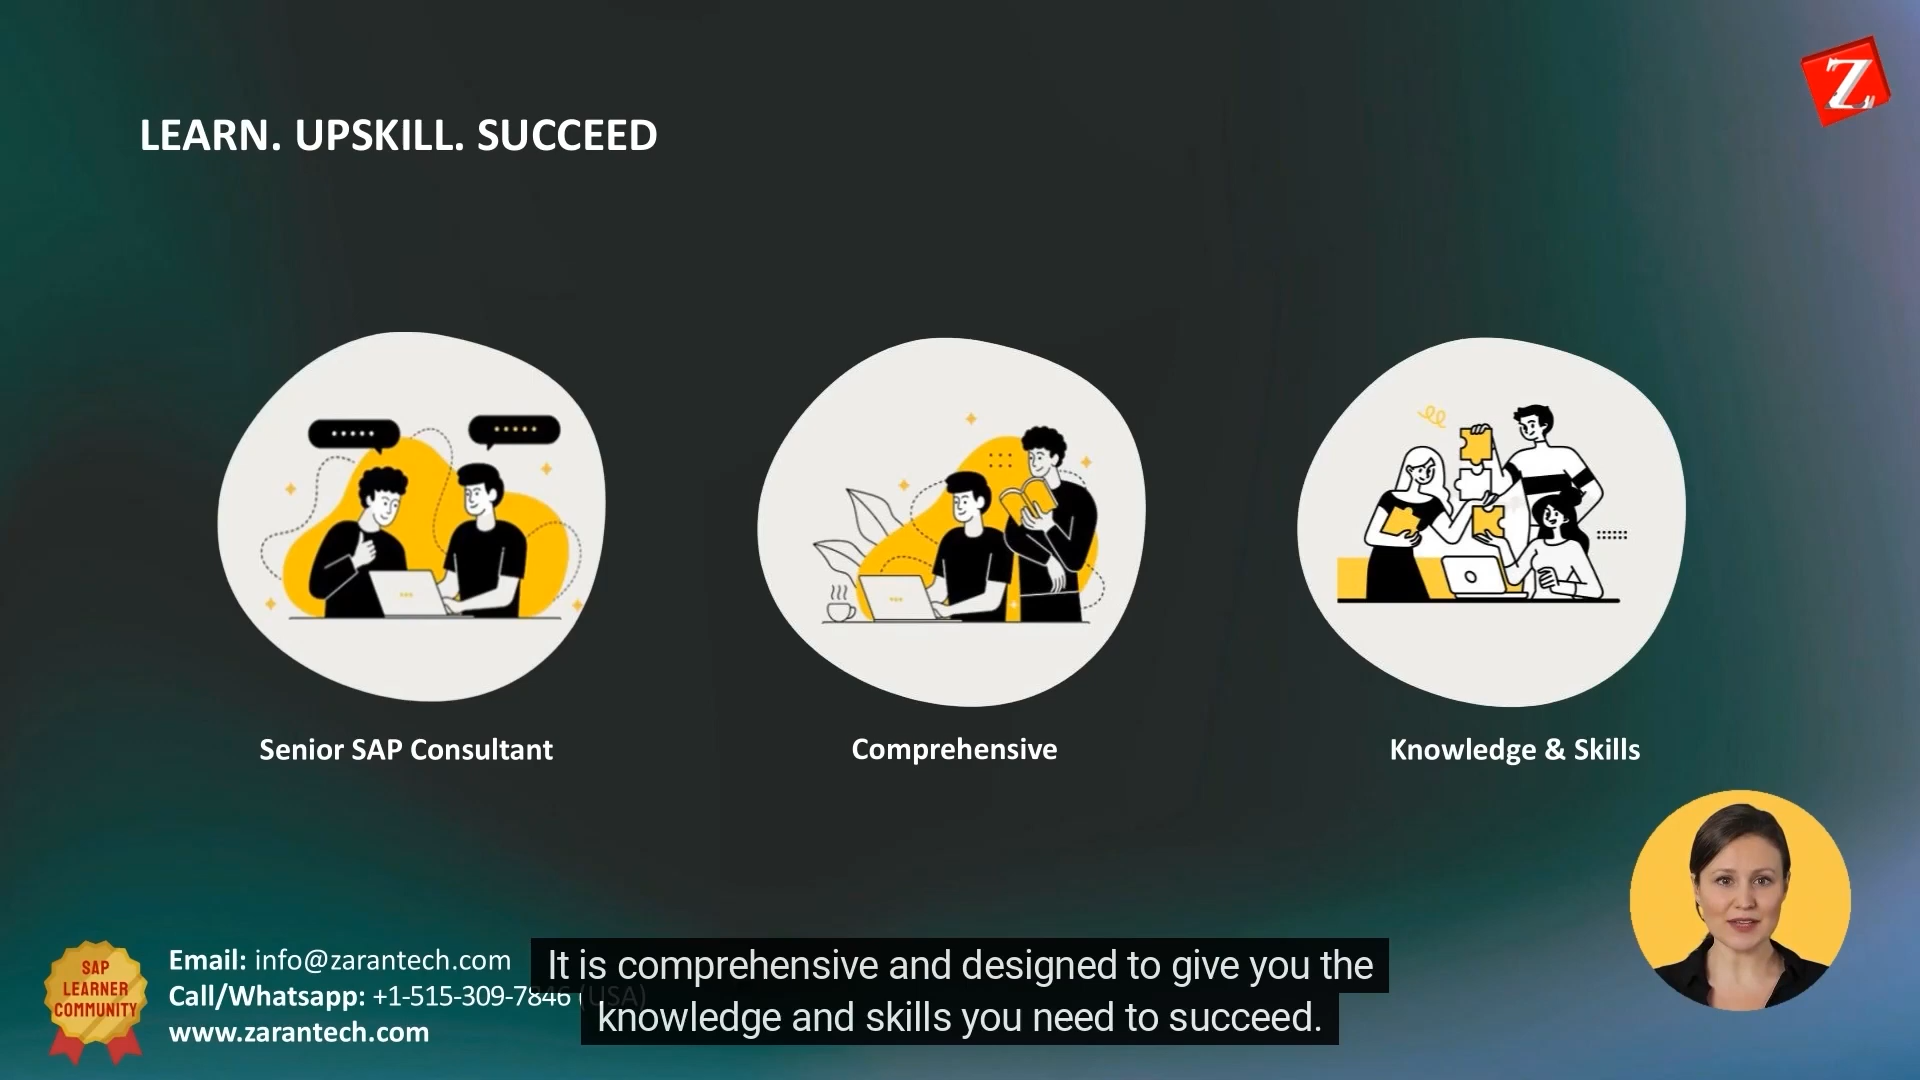 Z
LEARN. UPSKILL. SUCCEED
Senior SAP Consultant
Comprehensive
Knowledge & Skills
SAP
LEARNER
COMMUNITY
Email: info@zarantech.com
Call/Whatsapp: +1-515-309-7846 (USA)
www.zarantech.com
It is comprehensive and designed to give you the
knowledge and skills you need to succeed.